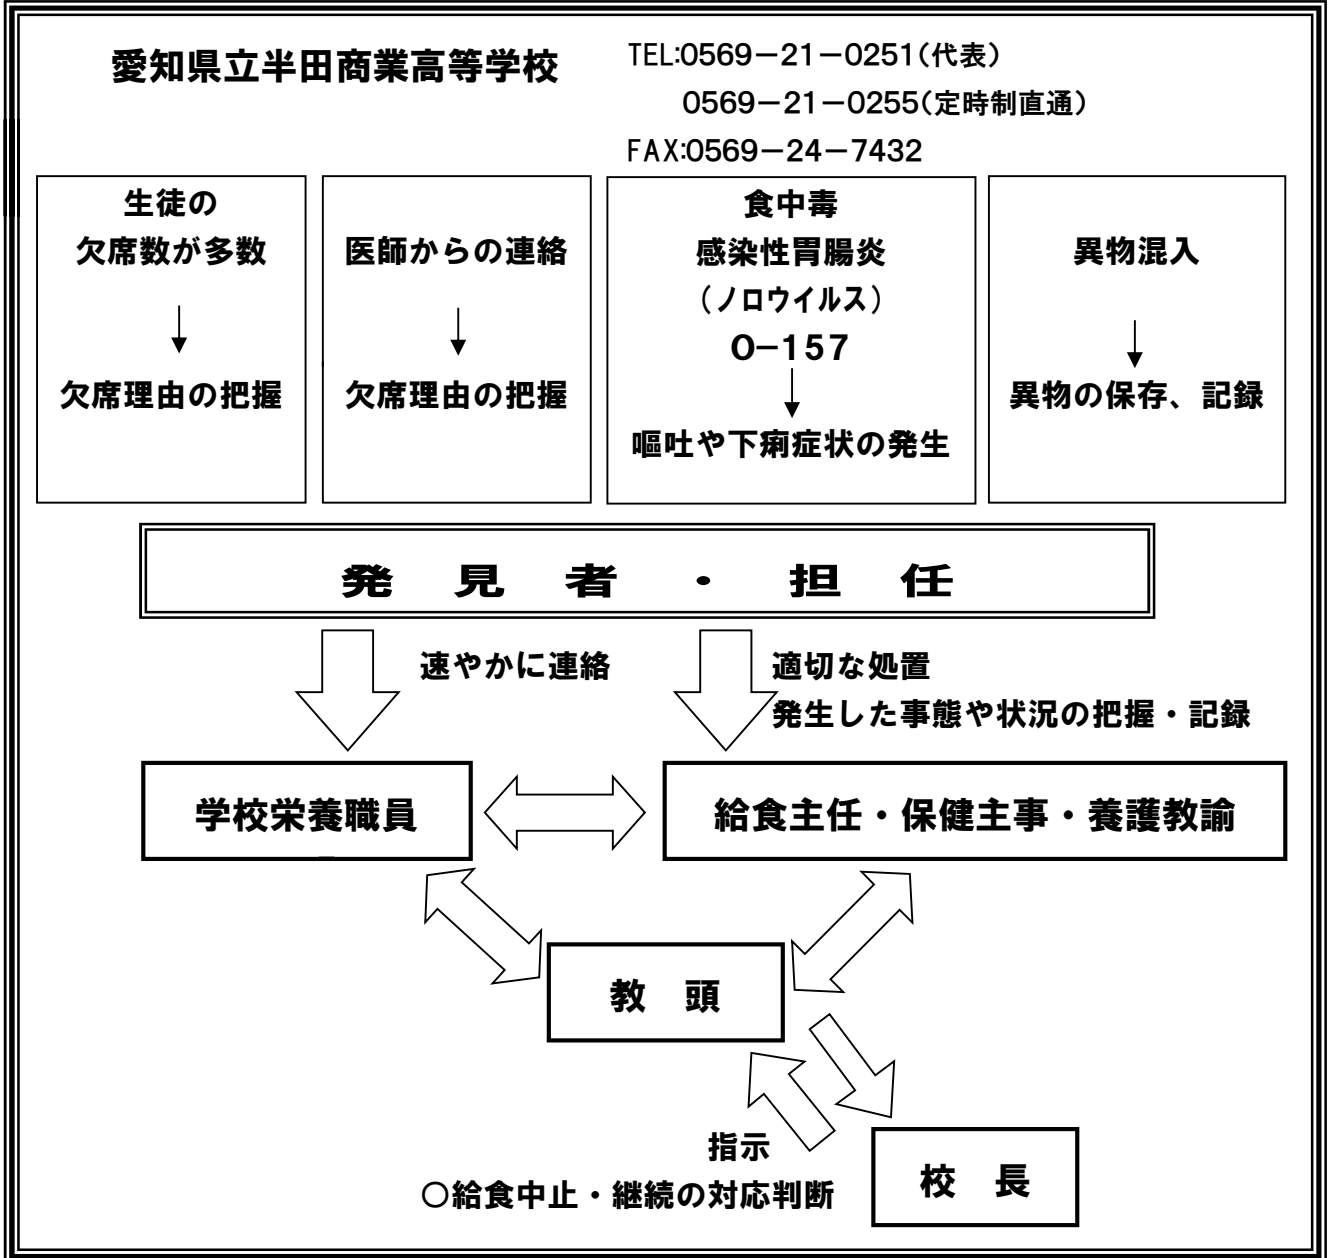 愛知県立半田商業高等学校
TEL:0569－21－0251（代表）
0569－21－0255（定時制直通）
FAX:0569－24－7432
生徒の
欠席数が多数
欠席理由の把握
医師からの連絡
欠席理由の把握
食中毒
感染性胃腸炎
（ノロウイルス）
O－157
嘔吐や下痢症状の発生
異物混入
異物の保存、記録
発見者・担任
速やかに連絡
適切な処置
発生した事態や状況の把握・記録
学校栄養職員
給食主任・保健主事・養護教諭
教 頭
指示
○給食中止・継続の対応判断
校 長